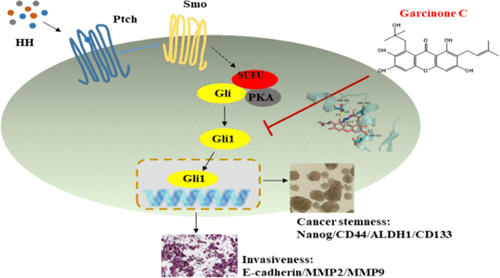 HH
Ptch
Smo
Garcinone C
SUFU
Gli
PKA
Gli1
Gli1
Cancer stemness:
Nanog/CD44/ALDH1/CD133
Invasiveness:
E-cadherin/MMP2/MMP9